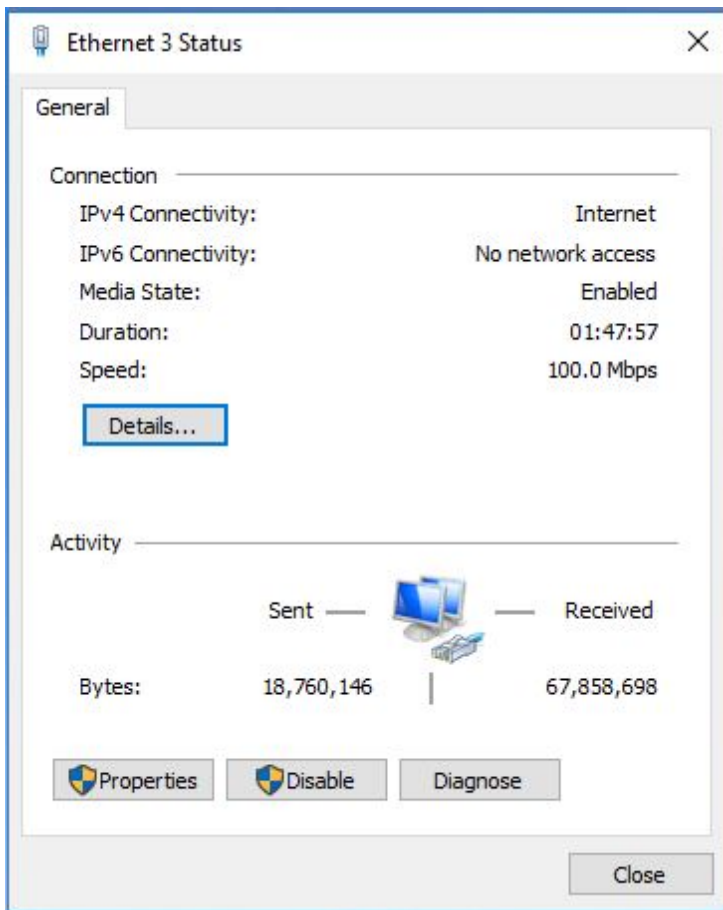 Ethernet 3 Status
General
Connection
IPv4 Connectivity: Internet
IPv6 Connectivity: No network access
Media State: Enabled
Duration: 01:47:57
Speed: 100.0 Mbps
Details...
Activity
Sent Received
Bytes: 18,760,146 67,858,698
Properties Disable Diagnose
Close